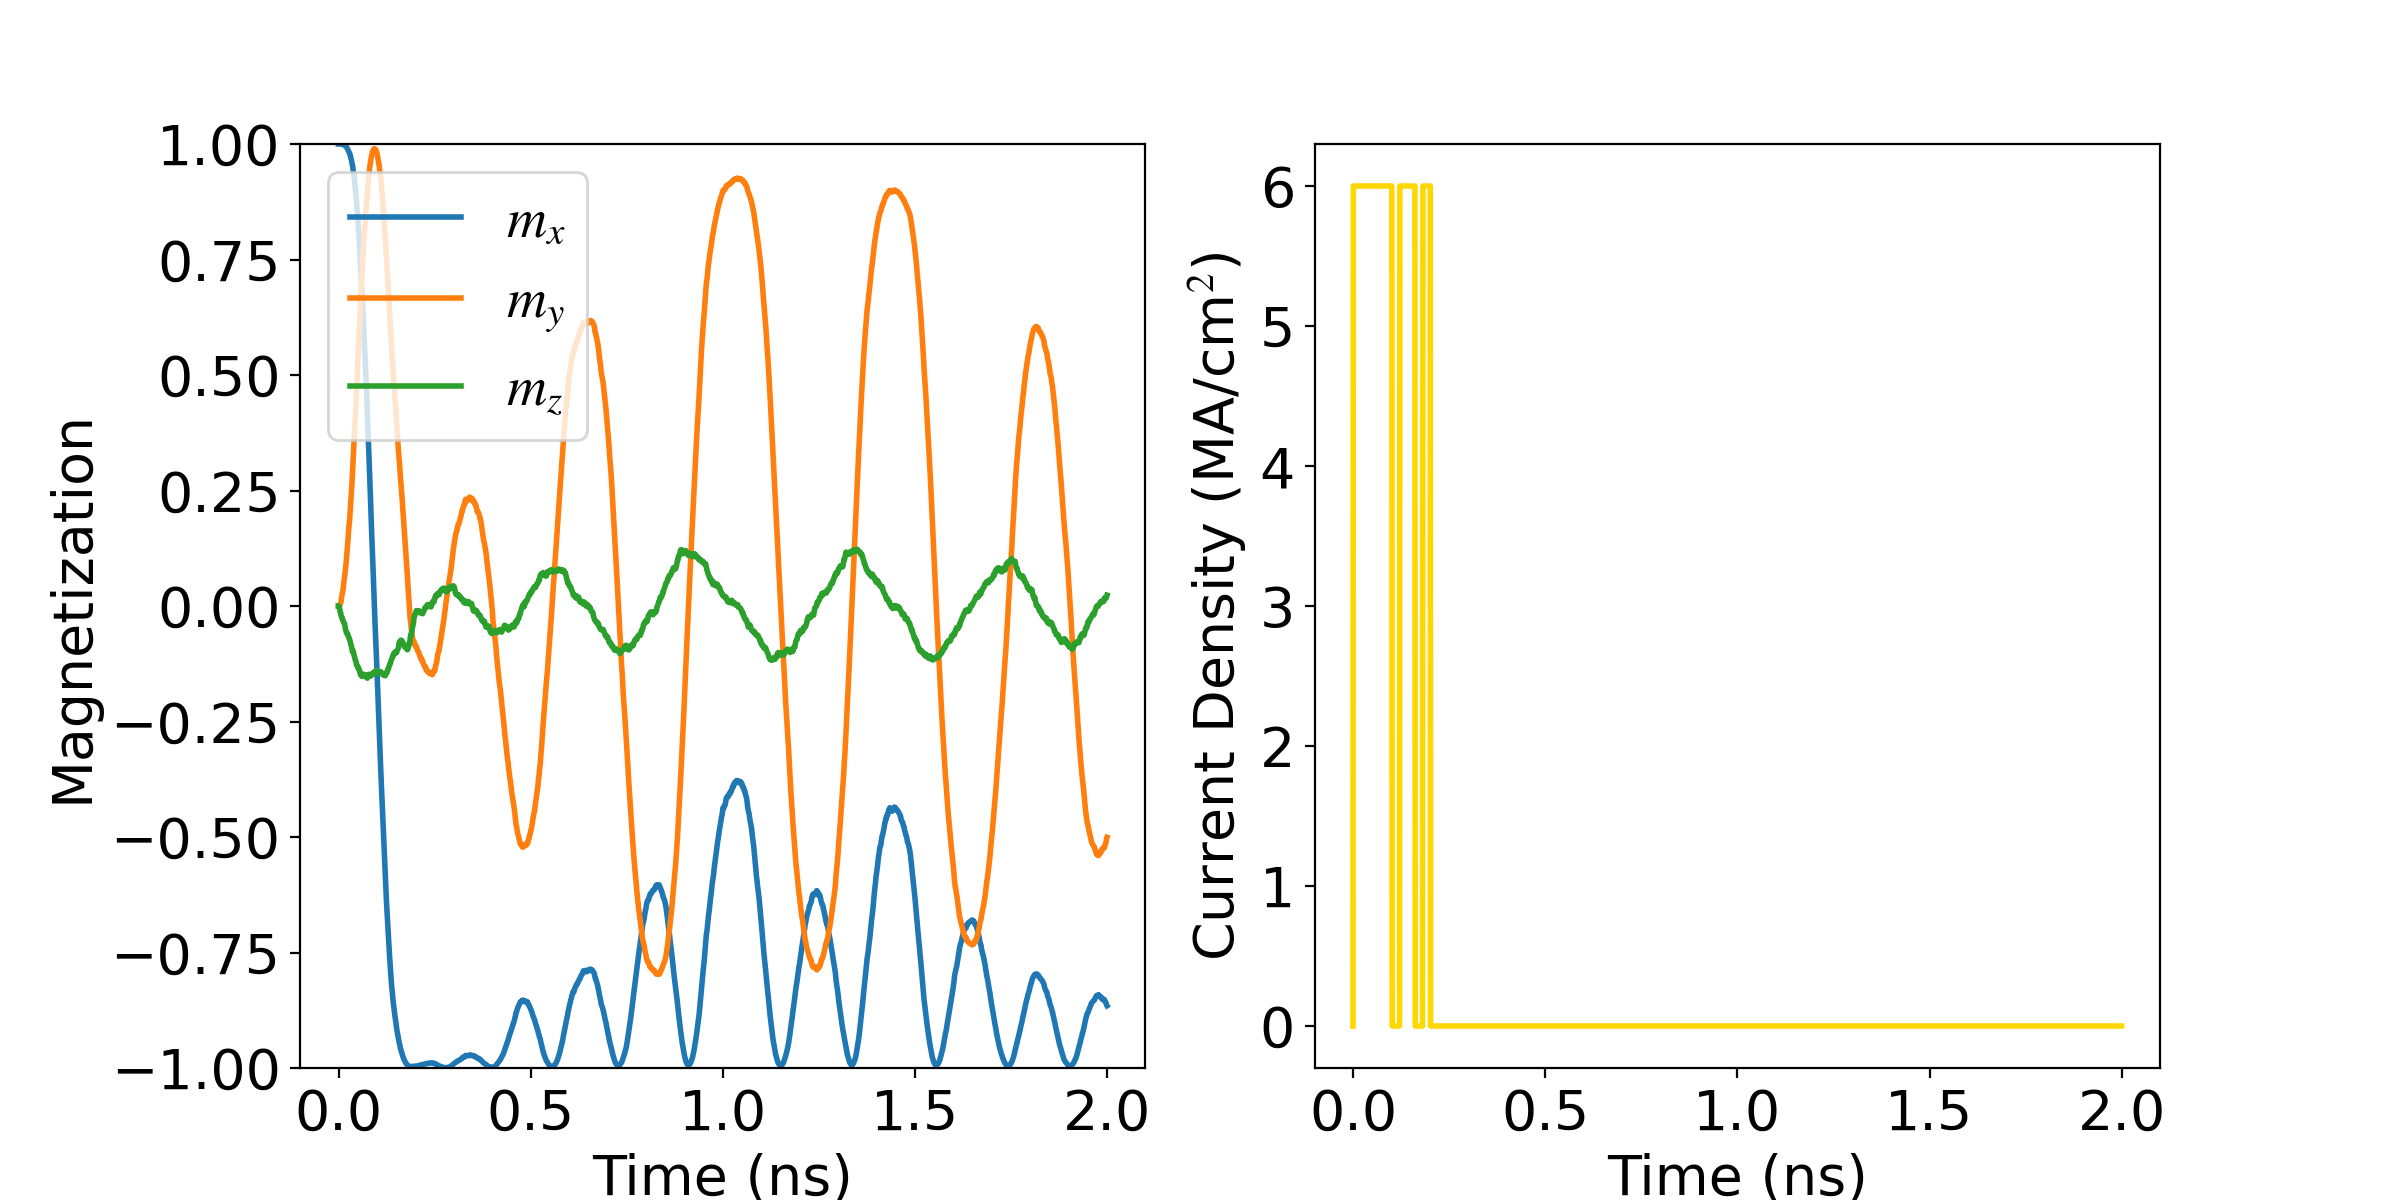 1.00
0.75
0.50
0.25
0.00
−0.25
−0.50
−0.75
−1.00
Magnetization
0.0 0.5 1.0 1.5 2.0
Time (ns)
m_x
m_y
m_z
6
5
4
3
2
1
0
Current Density (MA/cm²)
0.0 0.5 1.0 1.5 2.0
Time (ns)